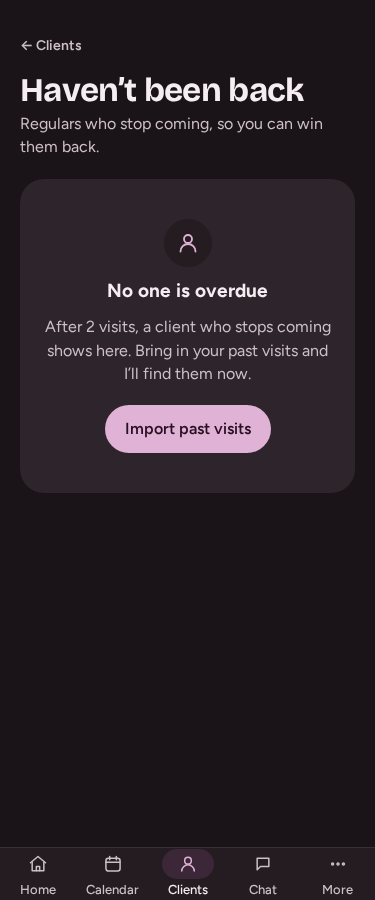 ← Clients
Haven’t been back
Regulars who stop coming, so you can win
them back.
No one is overdue
After 2 visits, a client who stops coming
shows here. Bring in your past visits and
I’ll find them now.
Import past visits
Home
Calendar
Clients
Chat
More